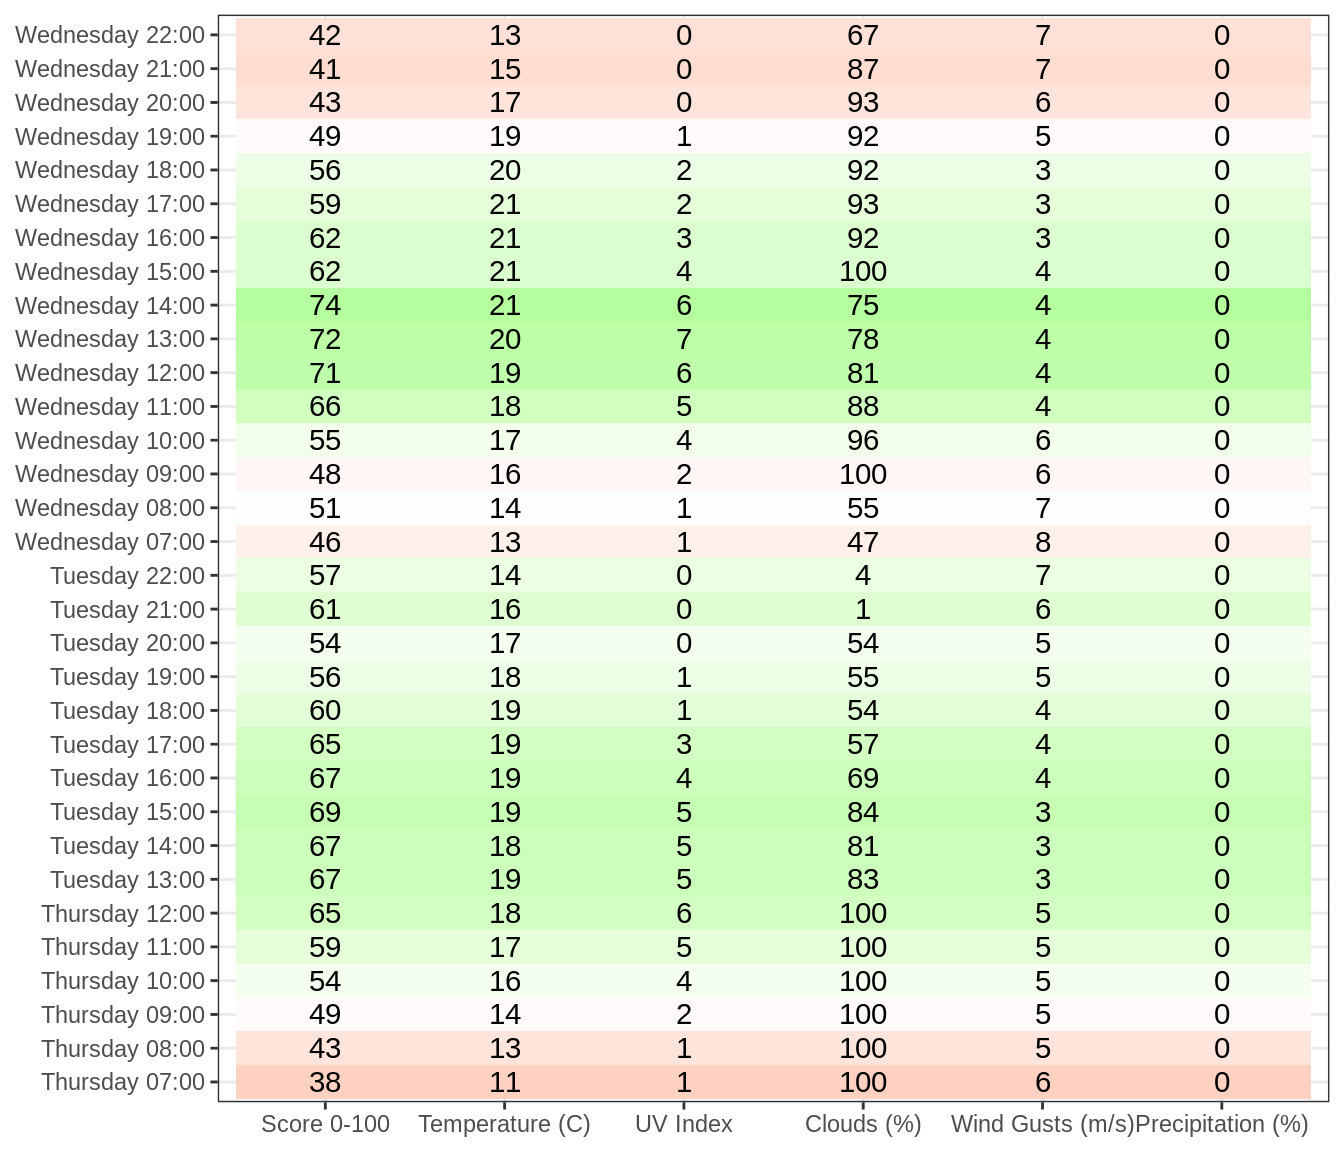 Wednesday 22:00 42 13 0 67 7 0
Wednesday 21:00 41 15 0 87 7 0
Wednesday 20:00 43 17 0 93 6 0
Wednesday 19:00 49 19 1 92 5 0
Wednesday 18:00 56 20 2 92 3 0
Wednesday 17:00 59 21 2 93 3 0
Wednesday 16:00 62 21 3 92 3 0
Wednesday 15:00 62 21 4 100 4 0
Wednesday 14:00 74 21 6 75 4 0
Wednesday 13:00 72 20 7 78 4 0
Wednesday 12:00 71 19 6 81 4 0
Wednesday 11:00 66 18 5 88 4 0
Wednesday 10:00 55 17 4 96 6 0
Wednesday 09:00 48 16 2 100 6 0
Wednesday 08:00 51 14 1 55 7 0
Wednesday 07:00 46 13 1 47 8 0
Tuesday 22:00 57 14 0 4 7 0
Tuesday 21:00 61 16 0 1 6 0
Tuesday 20:00 54 17 0 54 5 0
Tuesday 19:00 56 18 1 55 5 0
Tuesday 18:00 60 19 1 54 4 0
Tuesday 17:00 65 19 3 57 4 0
Tuesday 16:00 67 19 4 69 4 0
Tuesday 15:00 69 19 5 84 3 0
Tuesday 14:00 67 18 5 81 3 0
Tuesday 13:00 67 19 5 83 3 0
Thursday 12:00 65 18 6 100 5 0
Thursday 11:00 59 17 5 100 5 0
Thursday 10:00 54 16 4 100 5 0
Thursday 09:00 49 14 2 100 5 0
Thursday 08:00 43 13 1 100 5 0
Thursday 07:00 38 11 1 100 6 0
Score 0-100 Temperature (C) UV Index Clouds (%) Wind Gusts (m/s) Precipitation (%)